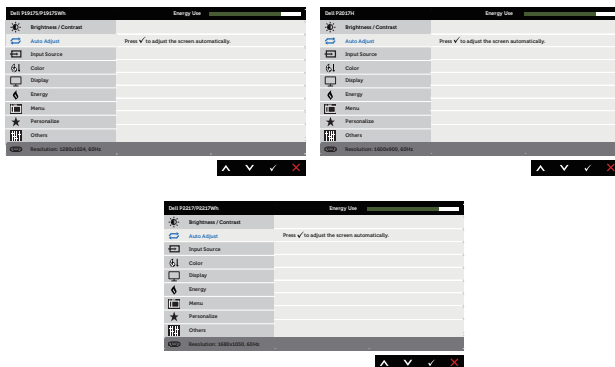 Dell P1917S/P1917SWh Energy Use
Brightness / Contrast
Auto Adjust Press ✓ to adjust the screen automatically.
Input Source
Color
Display
Energy
Menu
Personalize
Others
Resolution: 1280x1024, 60Hz
Dell P2017H Energy Use
Brightness / Contrast
Auto Adjust Press ✓ to adjust the screen automatically.
Input Source
Color
Display
Energy
Menu
Personalize
Others
Resolution: 1600x900, 60Hz
Dell P2217/P2217Wh Energy Use
Brightness / Contrast
Auto Adjust Press ✓ to adjust the screen automatically.
Input Source
Color
Display
Energy
Menu
Personalize
Others
Resolution: 1680x1050, 60Hz